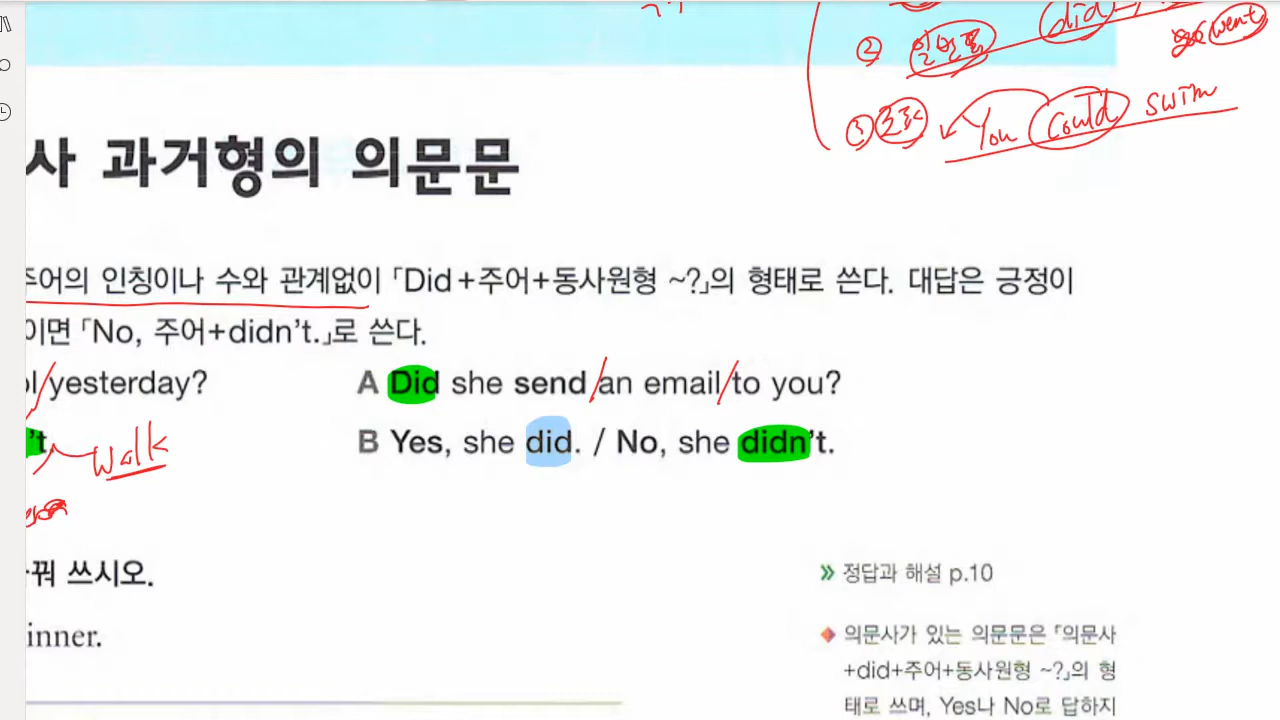 did
② 일반동
went
③ You could swim
사 과거형의 의문문
주어의 인칭이나 수와 관계없이 「Did+주어+동사원형 ~?」의 형태로 쓴다. 대답은 긍정이
이면 「No, 주어+didn't.」로 쓴다.
yesterday?
A Did she send an email to you?
't.
walk
B Yes, she did. / No, she didn't.
꿔 쓰시오.
inner.
» 정답과 해설 p.10
의문사가 있는 의문문은 「의문사
+did+주어+동사원형 ~?」의 형
태로 쓰며, Yes나 No로 답하지